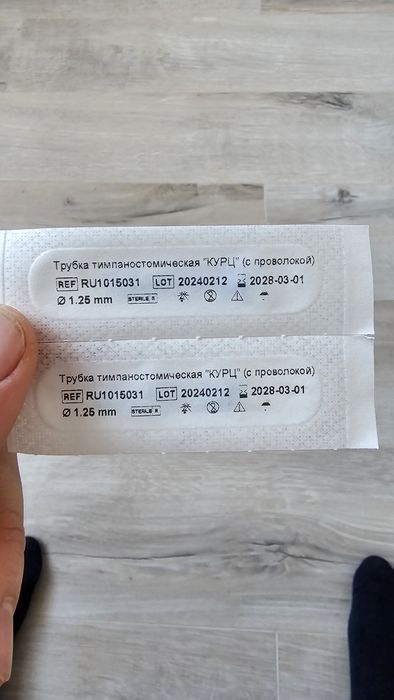 Трубка тимпаностомическая "КУРЦ" (с проволокой)
REF RU1015031 LOT 20240212 2028-03-01
Ø 1.25 mm STERILE R
Трубка тимпаностомическая "КУРЦ" (с проволокой)
REF RU1015031 LOT 20240212 2028-03-01
Ø 1.25 mm STERILE R